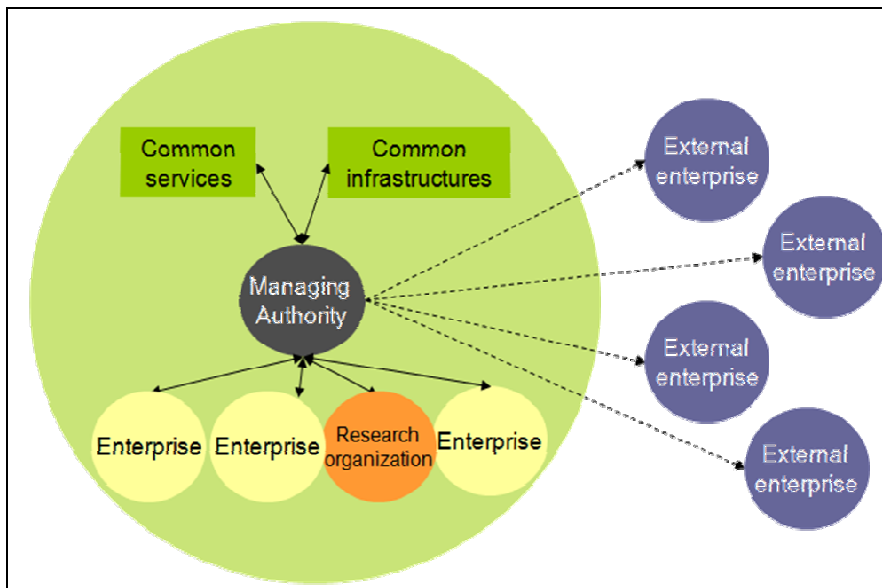 Common
services
Common
infrastructures
External
enterprise
External
enterprise
Managing
Authority
External
enterprise
Enterprise
Enterprise
Research
organization
Enterprise
External
enterprise